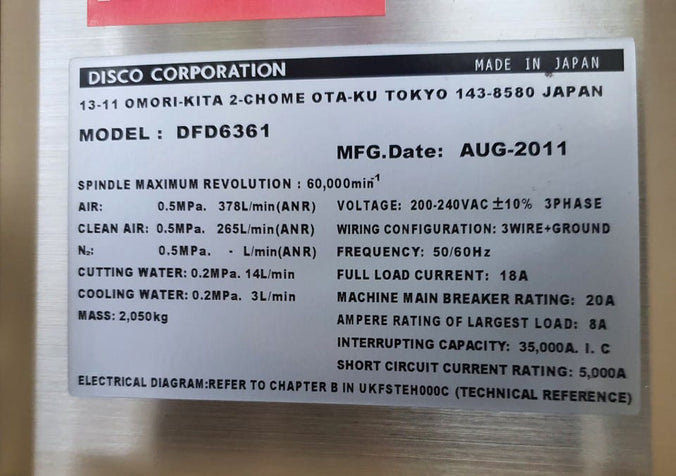 DISCO CORPORATION MADE IN JAPAN
13-11 OMORI-KITA 2-CHOME OTA-KU TOKYO 143-8580 JAPAN
MODEL : DFD6361
MFG.Date: AUG-2011
SPINDLE MAXIMUM REVOLUTION : 60,000min⁻¹
AIR: 0.5MPa. 378L/min(ANR)
CLEAN AIR: 0.5MPa. 265L/min(ANR)
N₂: 0.5MPa. - L/min(ANR)
CUTTING WATER: 0.2MPa. 14L/min
COOLING WATER: 0.2MPa. 3L/min
MASS: 2,050kg
VOLTAGE: 200-240VAC ±10% 3PHASE
WIRING CONFIGURATION: 3WIRE+GROUND
FREQUENCY: 50/60Hz
FULL LOAD CURRENT: 18A
MACHINE MAIN BREAKER RATING: 20A
AMPERE RATING OF LARGEST LOAD: 8A
INTERRUPTING CAPACITY: 35,000A. I. C
SHORT CIRCUIT CURRENT RATING: 5,000A
ELECTRICAL DIAGRAM:REFER TO CHAPTER B IN UKFSTEH000C (TECHNICAL REFERENCE)